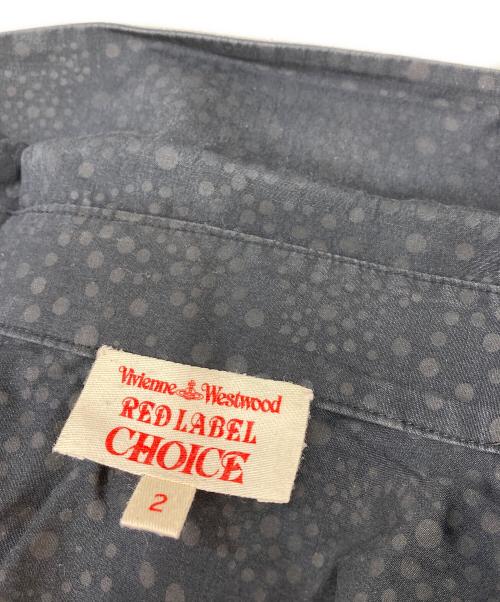 Vivienne Westwood
RED LABEL
CHOICE
2